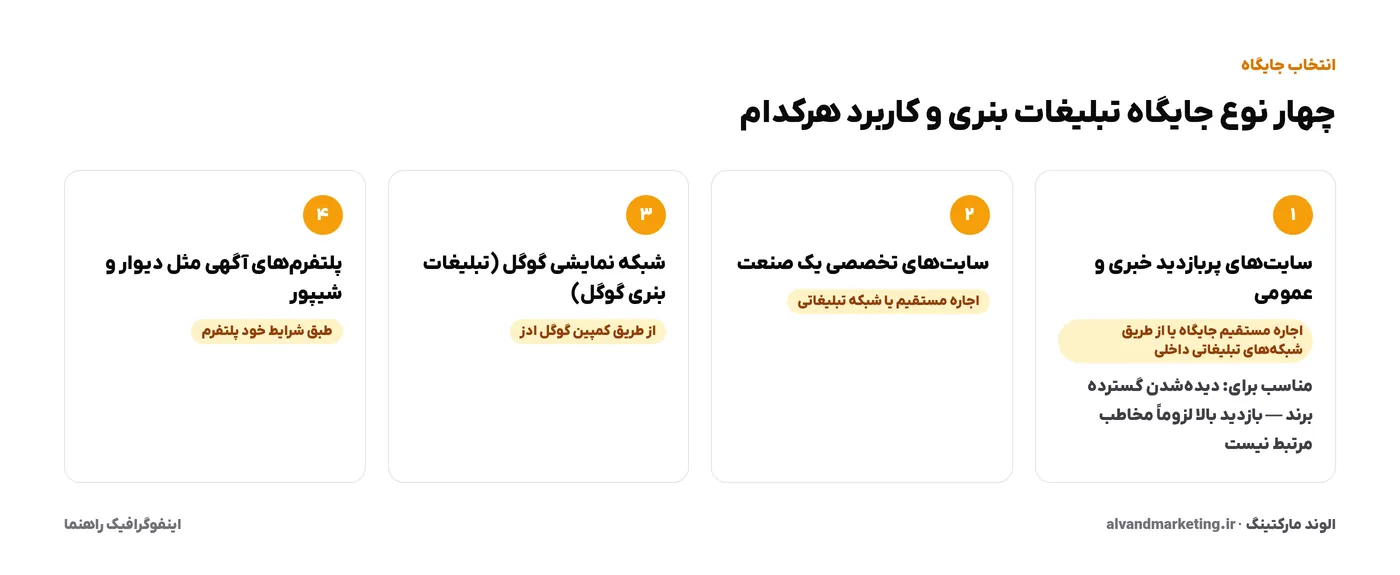 انتخاب جایگاه
چهار نوع جایگاه تبلیغات بنری و کاربرد هرکدام
۱
سایت‌های پربازدید خبری و
عمومی
اجاره مستقیم جایگاه یا از طریق
شبکه‌های تبلیغاتی داخلی
مناسب برای: دیده‌شدن گسترده
برند — بازدید بالا لزوماً مخاطب
مرتبط نیست
۲
سایت‌های تخصصی یک صنعت
اجاره مستقیم یا شبکه تبلیغاتی
۳
شبکه نمایشی گوگل (تبلیغات
بنری گوگل)
از طریق کمپین گوگل ادز
۴
پلتفرم‌های آگهی مثل دیوار و
شیپور
طبق شرایط خود پلتفرم
الوند مارکتینگ · alvandmarketing.ir
اینفوگرافیک راهنما